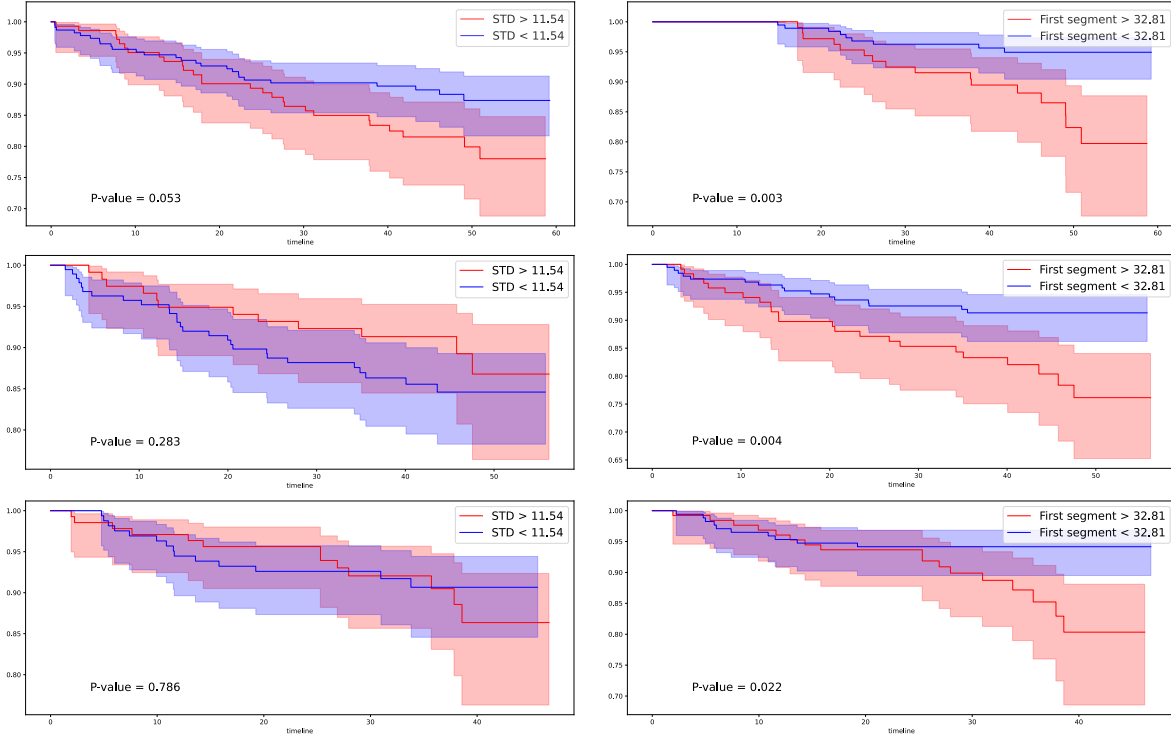 1.00
0.95
0.90
0.85
0.80
0.75
0.70
STD > 11.54
STD < 11.54
P-value = 0.053
0 10 20 30 40 50 60
timeline
1.00
0.95
0.90
0.85
0.80
0.75
0.70
First segment > 32.81
First segment < 32.81
P-value = 0.003
0 10 20 30 40 50 60
timeline
1.00
0.95
0.90
0.85
0.80
STD > 11.54
STD < 11.54
P-value = 0.283
0 10 20 30 40 50
timeline
1.00
0.95
0.90
0.85
0.80
0.75
0.70
0.65
First segment > 32.81
First segment < 32.81
P-value = 0.004
0 10 20 30 40 50
timeline
1.00
0.95
0.90
0.85
0.80
STD > 11.54
STD < 11.54
P-value = 0.786
0 10 20 30 40
timeline
1.00
0.95
0.90
0.85
0.80
0.75
0.70
First segment > 32.81
First segment < 32.81
P-value = 0.022
0 10 20 30 40
timeline